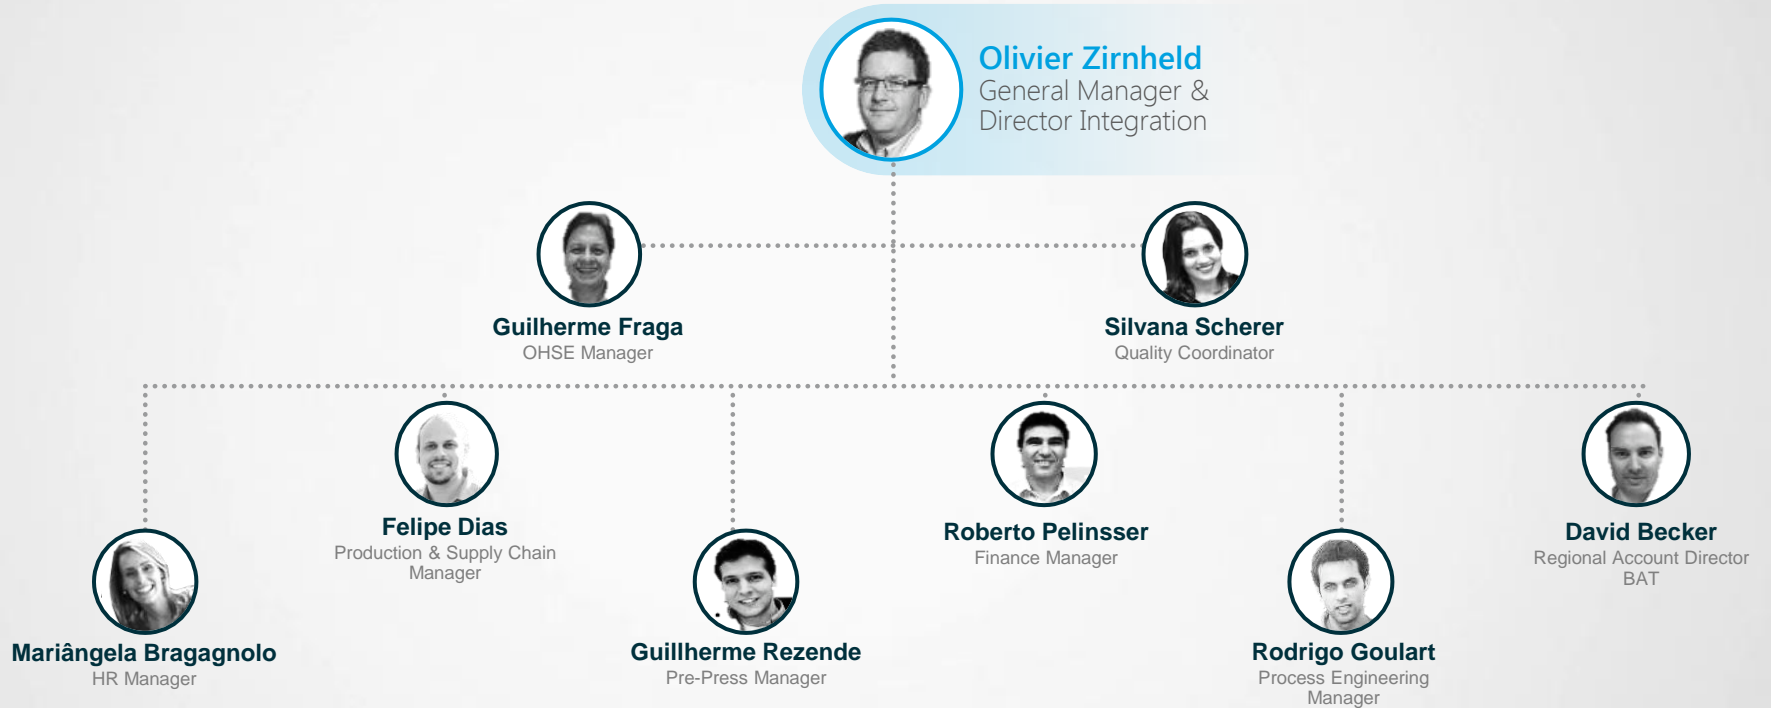 Olivier Zirnheld
General Manager &
Director Integration
Guilherme Fraga
OHSE Manager
Silvana Scherer
Quality Coordinator
Felipe Dias
Production & Supply Chain
Manager
Roberto Pelinsser
Finance Manager
David Becker
Regional Account Director
BAT
Mariângela Bragagnolo
HR Manager
Guillherme Rezende
Pre-Press Manager
Rodrigo Goulart
Process Engineering
Manager